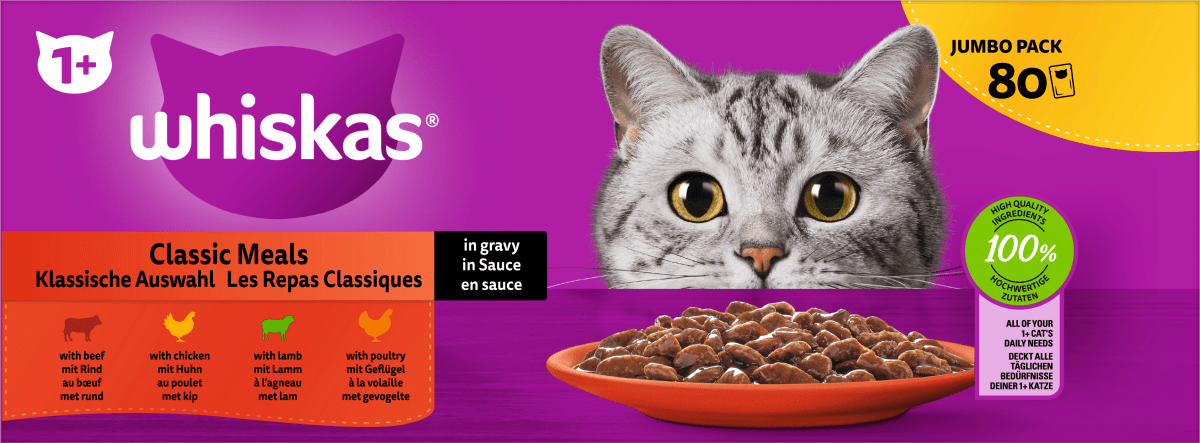 1+
whiskas®
JUMBO PACK
80
Classic Meals
Klassische Auswahl Les Repas Classiques
in gravy
in Sauce
en sauce
with beef
mit Rind
au bœuf
met rund
with chicken
mit Huhn
au poulet
met kip
with lamb
mit Lamm
à l'agneau
met lam
with poultry
mit Geflügel
à la volaille
met gevogelte
HIGH QUALITY
INGREDIENTS
100%
HOCHWERTIGE
ZUTATEN
ALL OF YOUR
1+ CAT'S
DAILY NEEDS
DECKT ALLE
TÄGLICHEN
BEDÜRFNISSE
DEINER 1+ KATZE